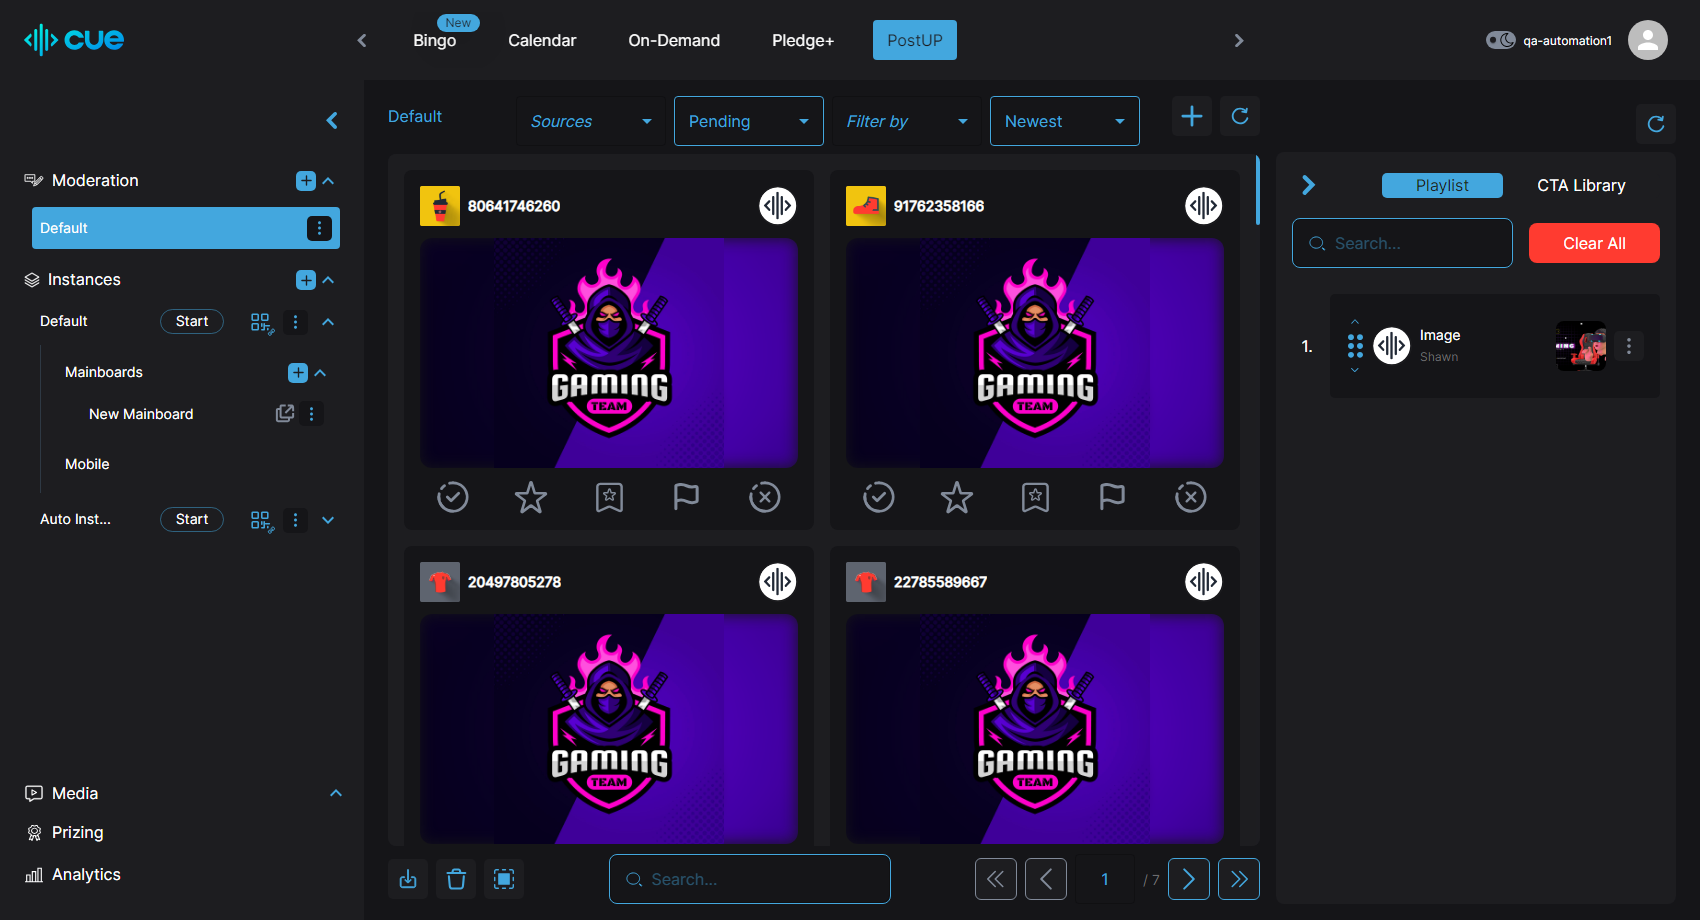 cue
New
Bingo
Calendar
On-Demand
Pledge+
PostUP
qa-automation1
Moderation
Default
Instances
Default
Start
Mainboards
New Mainboard
Mobile
Auto Inst...
Start
Media
Prizing
Analytics
Default
Sources
Pending
Filter by
Newest
80641746260
GAMING
TEAM
91762358166
GAMING
TEAM
20497805278
GAMING
TEAM
22785589667
GAMING
TEAM
Search...
1
/ 7
Playlist
CTA Library
Search...
Clear All
1.
Image
Shawn